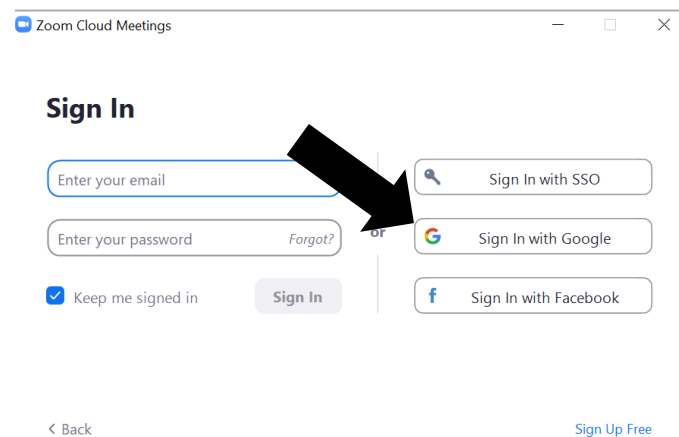 Zoom Cloud Meetings
Sign In
Enter your email
Enter your password
Forgot?
Keep me signed in
Sign In
or
Sign In with SSO
Sign In with Google
Sign In with Facebook
Back
Sign Up Free